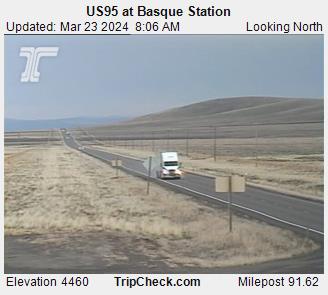 US95 at Basque Station
Updated: Mar 23 2024 8:06 AM Looking North
Elevation 4460 TripCheck.com Milepost 91.62